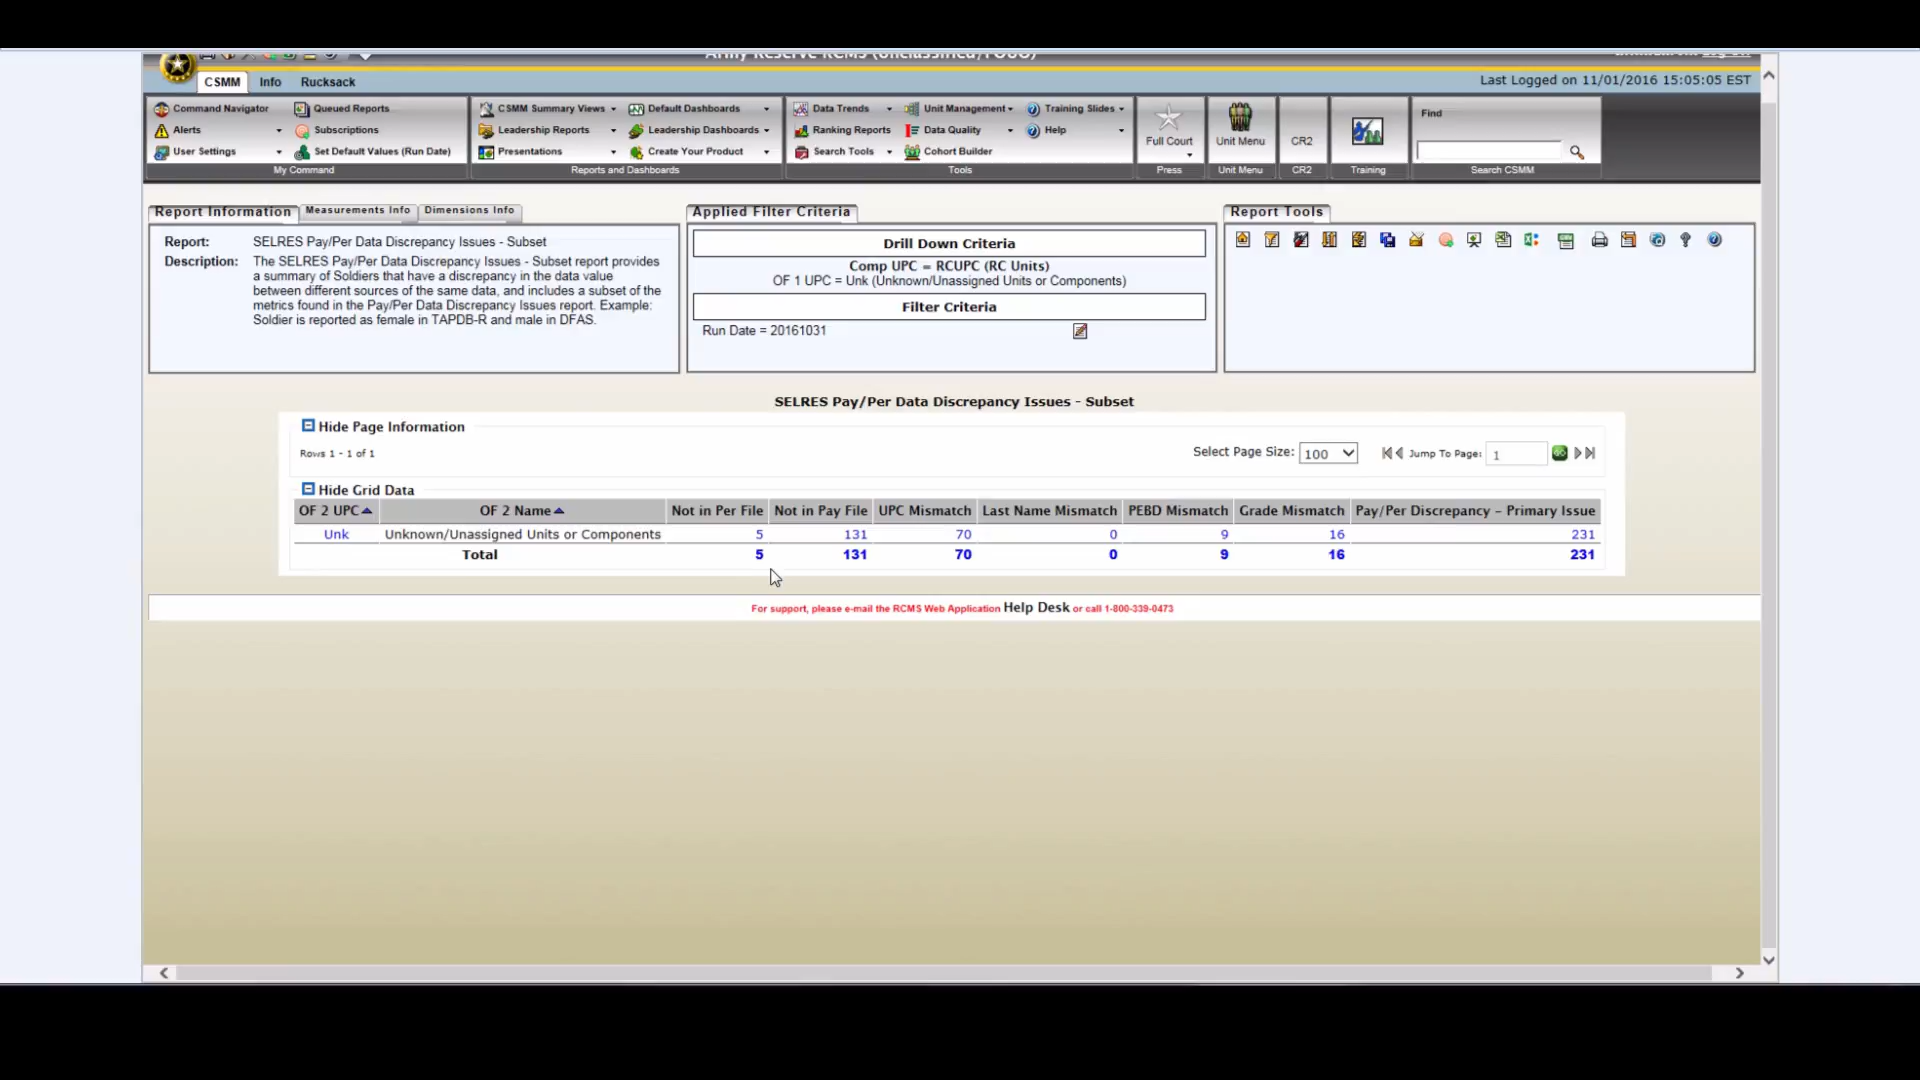 Army Reserve RCMS (Unclassified/FOUO)
CSMM Info Rucksack
Last Logged on 11/01/2016 15:05:05 EST
Command Navigator Queued Reports
Alerts Subscriptions
User Settings Set Default Values (Run Date)
My Command
CSMM Summary Views Default Dashboards
Leadership Reports Leadership Dashboards
Presentations Create Your Product
Reports and Dashboards
Data Trends Unit Management Training Slides
Ranking Reports Data Quality Help
Search Tools Cohort Builder
Tools
Full Court
Press
Unit Menu
Unit Menu
CR2
CR2
Training
Find
Search CSMM
Report Information Measurements Info Dimensions Info
Report: SELRES Pay/Per Data Discrepancy Issues - Subset
Description: The SELRES Pay/Per Data Discrepancy Issues - Subset report provides
a summary of Soldiers that have a discrepancy in the data value
between different sources of the same data, and includes a subset of the
metrics found in the Pay/Per Data Discrepancy Issues report. Example:
Soldier is reported as female in TAPDB-R and male in DFAS.
Applied Filter Criteria
Drill Down Criteria
Comp UPC = RCUPC (RC Units)
OF 1 UPC = Unk (Unknown/Unassigned Units or Components)
Filter Criteria
Run Date = 20161031
Report Tools
SELRES Pay/Per Data Discrepancy Issues - Subset
Hide Page Information
Rows 1 - 1 of 1
Select Page Size: 100 Jump To Page: 1
Hide Grid Data
OF 2 UPC OF 2 Name Not in Per File Not in Pay File UPC Mismatch Last Name Mismatch PEBD Mismatch Grade Mismatch Pay/Per Discrepancy – Primary Issue
Unk Unknown/Unassigned Units or Components 5 131 70 0 9 16 231
Total 5 131 70 0 9 16 231
For support, please e-mail the RCMS Web Application Help Desk or call 1-800-339-0473